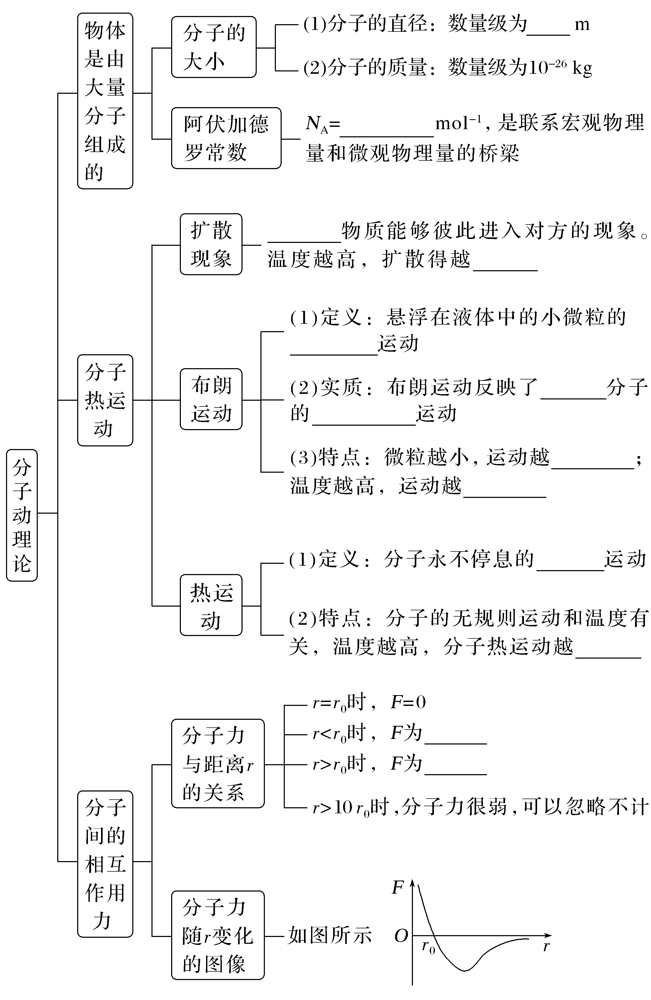 分子动理论
物体
是由
大量
分子
组成
的
分子的
大小
(1)分子的直径：数量级为____ m
(2)分子的质量：数量级为10⁻²⁶ kg
阿伏加德
罗常数
N_A=________mol⁻¹, 是联系宏观物理
量和微观物理量的桥梁
分子
热运
动
扩散
现象
________物质能够彼此进入对方的现象。
温度越高，扩散得越________
布朗
运动
(1)定义：悬浮在液体中的小微粒的
________运动
(2)实质：布朗运动反映了______分子
的________运动
(3)特点：微粒越小, 运动越________；
温度越高，运动越________
热运
动
(1)定义：分子永不停息的______运动
(2)特点：分子的无规则运动和温度有
关，温度越高，分子热运动越______
分子
间的
相互
作用
力
分子力
与距离r
的关系
r=r₀时，F=0
r<r₀时，F为______
r>r₀时，F为______
r>10 r₀时,分子力很弱,可以忽略不计
分子力
随r变化
的图像
如图所示
F
O
r₀
r